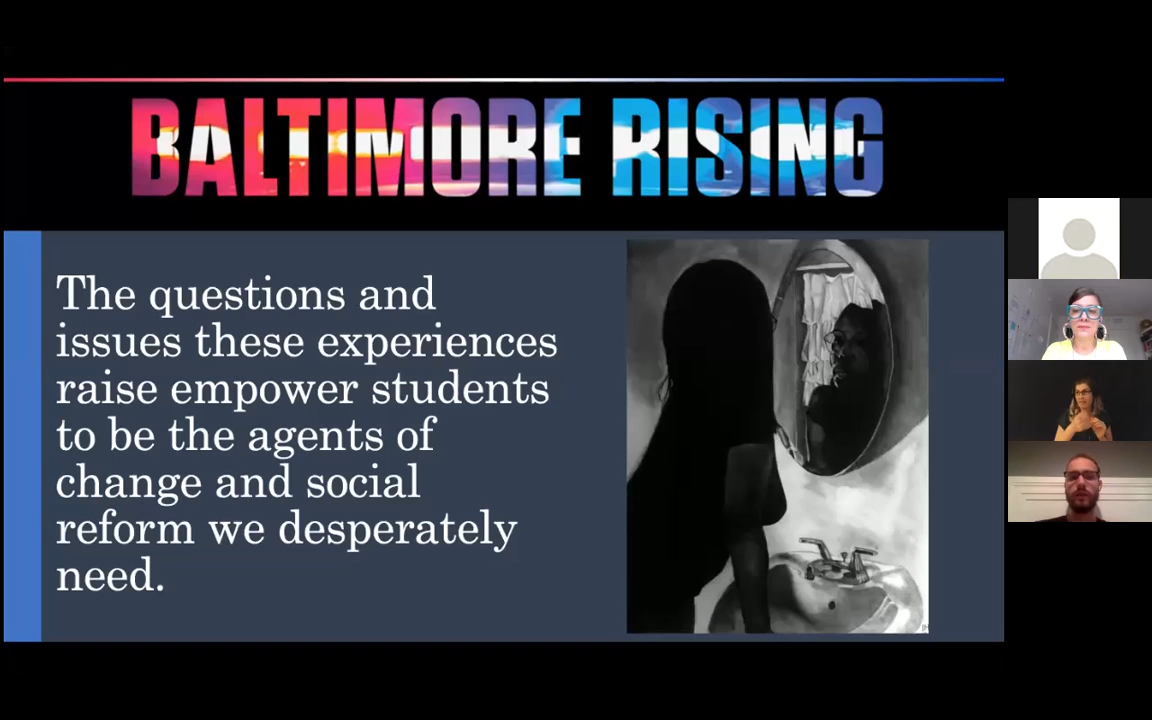 BALTIMORE RISING
The questions and
issues these experiences
raise empower students
to be the agents of
change and social
reform we desperately
need.